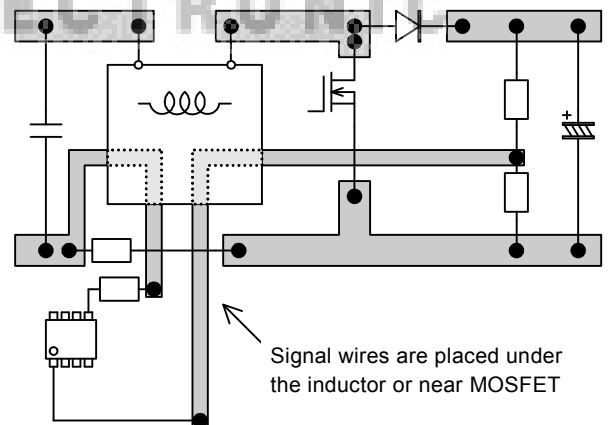 Signal wires are placed under
the inductor or near MOSFET